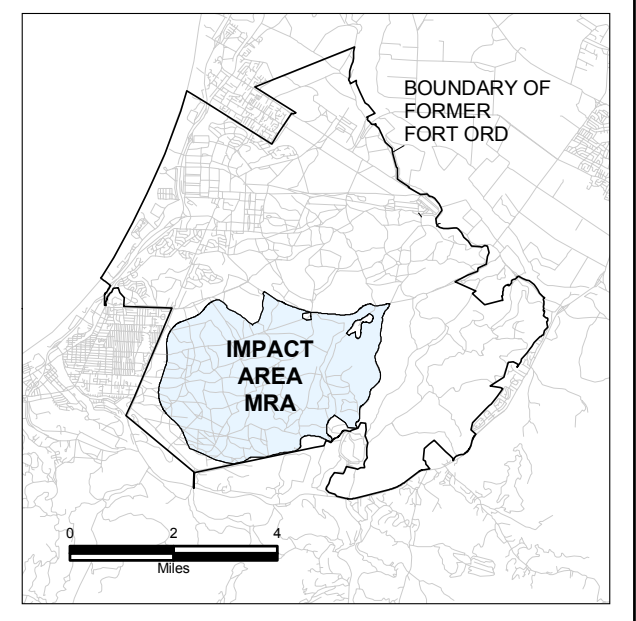 BOUNDARY OF
FORMER
FORT ORD
IMPACT
AREA
MRA
0 2 4
Miles